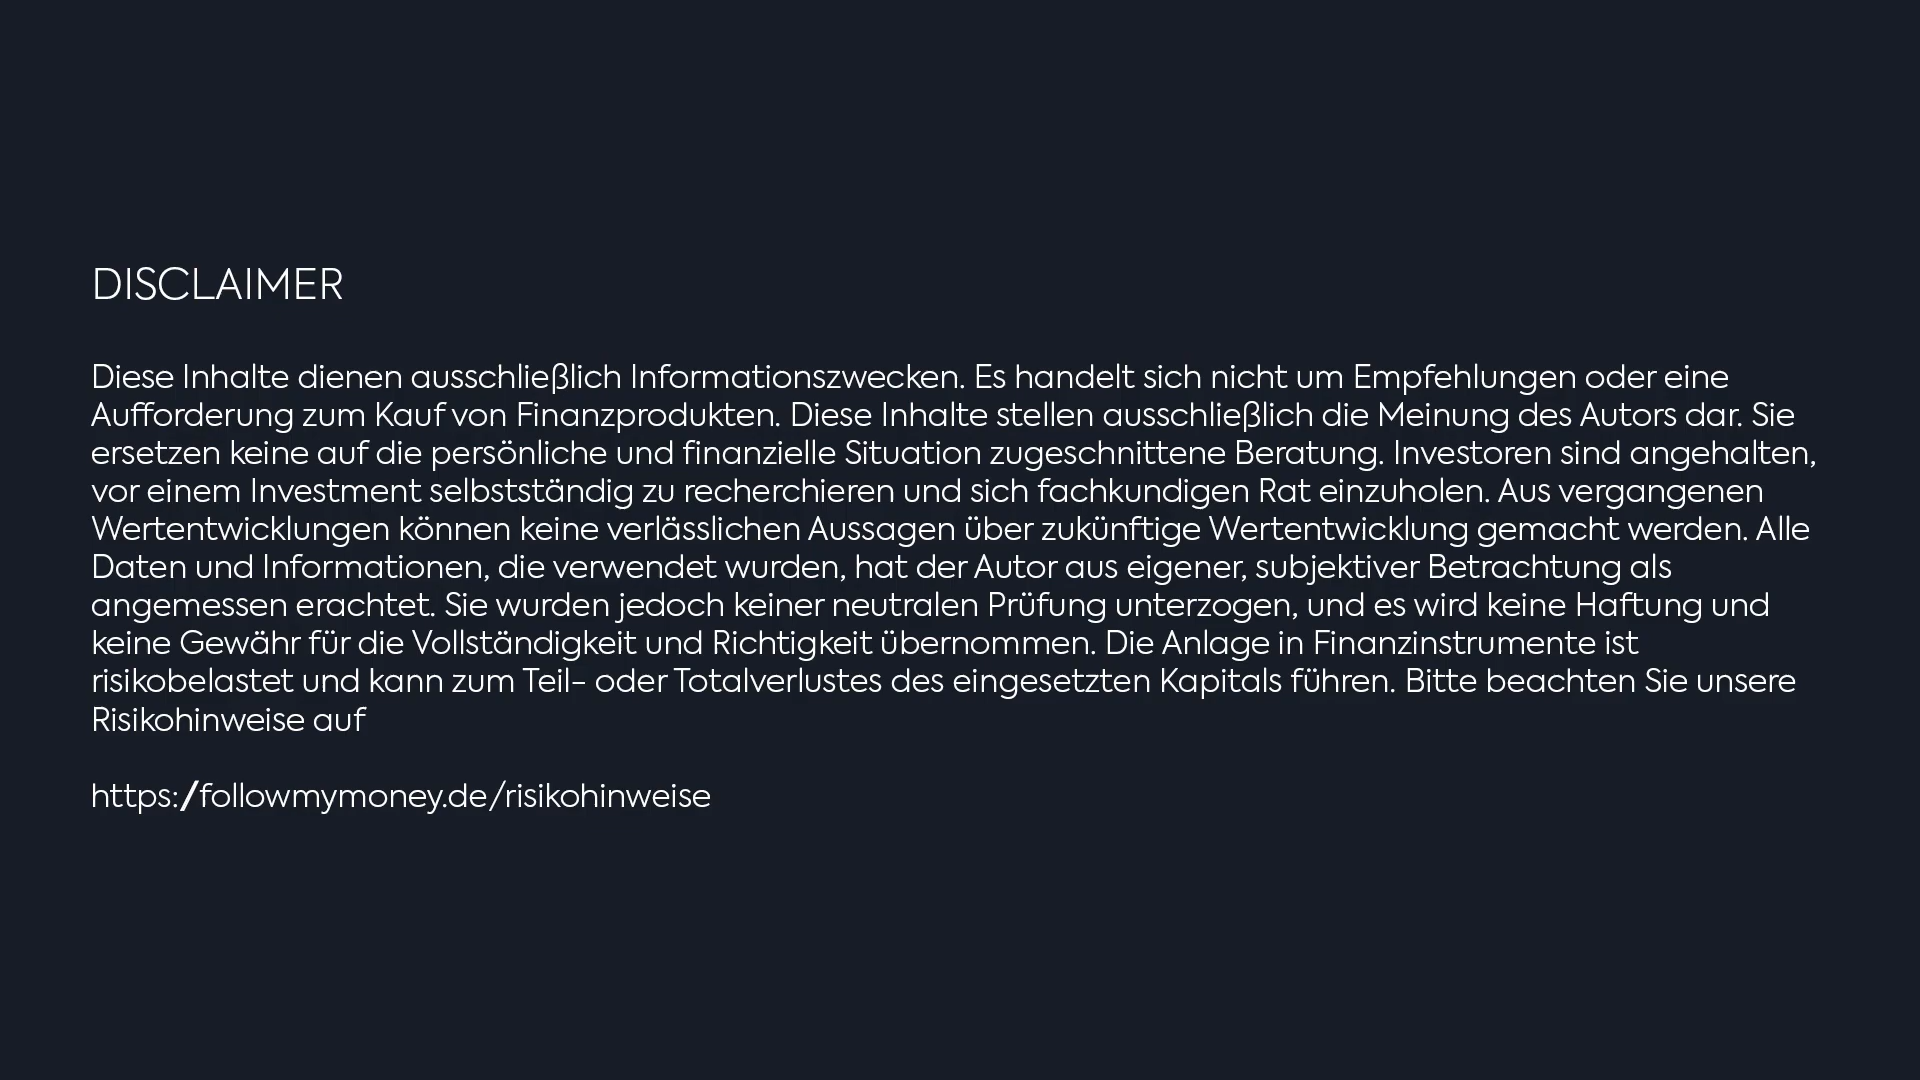 DISCLAIMER
Diese Inhalte dienen ausschließlich Informationszwecken. Es handelt sich nicht um Empfehlungen oder eine
Aufforderung zum Kauf von Finanzprodukten. Diese Inhalte stellen ausschließlich die Meinung des Autors dar. Sie
ersetzen keine auf die persönliche und finanzielle Situation zugeschnittene Beratung. Investoren sind angehalten,
vor einem Investment selbstständig zu recherchieren und sich fachkundigen Rat einzuholen. Aus vergangenen
Wertentwicklungen können keine verlässlichen Aussagen über zukünftige Wertentwicklung gemacht werden. Alle
Daten und Informationen, die verwendet wurden, hat der Autor aus eigener, subjektiver Betrachtung als
angemessen erachtet. Sie wurden jedoch keiner neutralen Prüfung unterzogen, und es wird keine Haftung und
keine Gewähr für die Vollständigkeit und Richtigkeit übernommen. Die Anlage in Finanzinstrumente ist
risikobelastet und kann zum Teil- oder Totalverlustes des eingesetzten Kapitals führen. Bitte beachten Sie unsere
Risikohinweise auf
https://followmymoney.de/risikohinweise